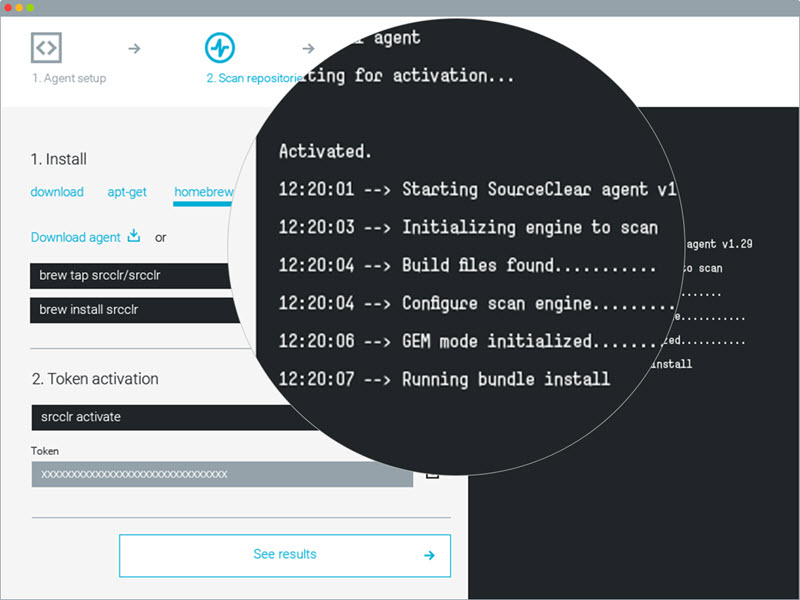 1. Agent setup
2. Scan repositorie
1. Install
download apt-get homebrew
Download agent or
brew tap srcclr/srcclr
brew install srcclr
2. Token activation
srcclr activate
Token
xxxxxxxxxxxxxxxxxxxxxxxxxxxxxxxx
See results →
agent
ting for activation...
Activated.
12:20:01 --> Starting SourceClear agent v1
12:20:03 --> Initializing engine to scan
12:20:04 --> Build files found...........
12:20:04 --> Configure scan engine.........
12:20:06 --> GEM mode initialized.......
12:20:07 --> Running bundle install
agent v1.29
to scan
.......
e...........
zed...........
install